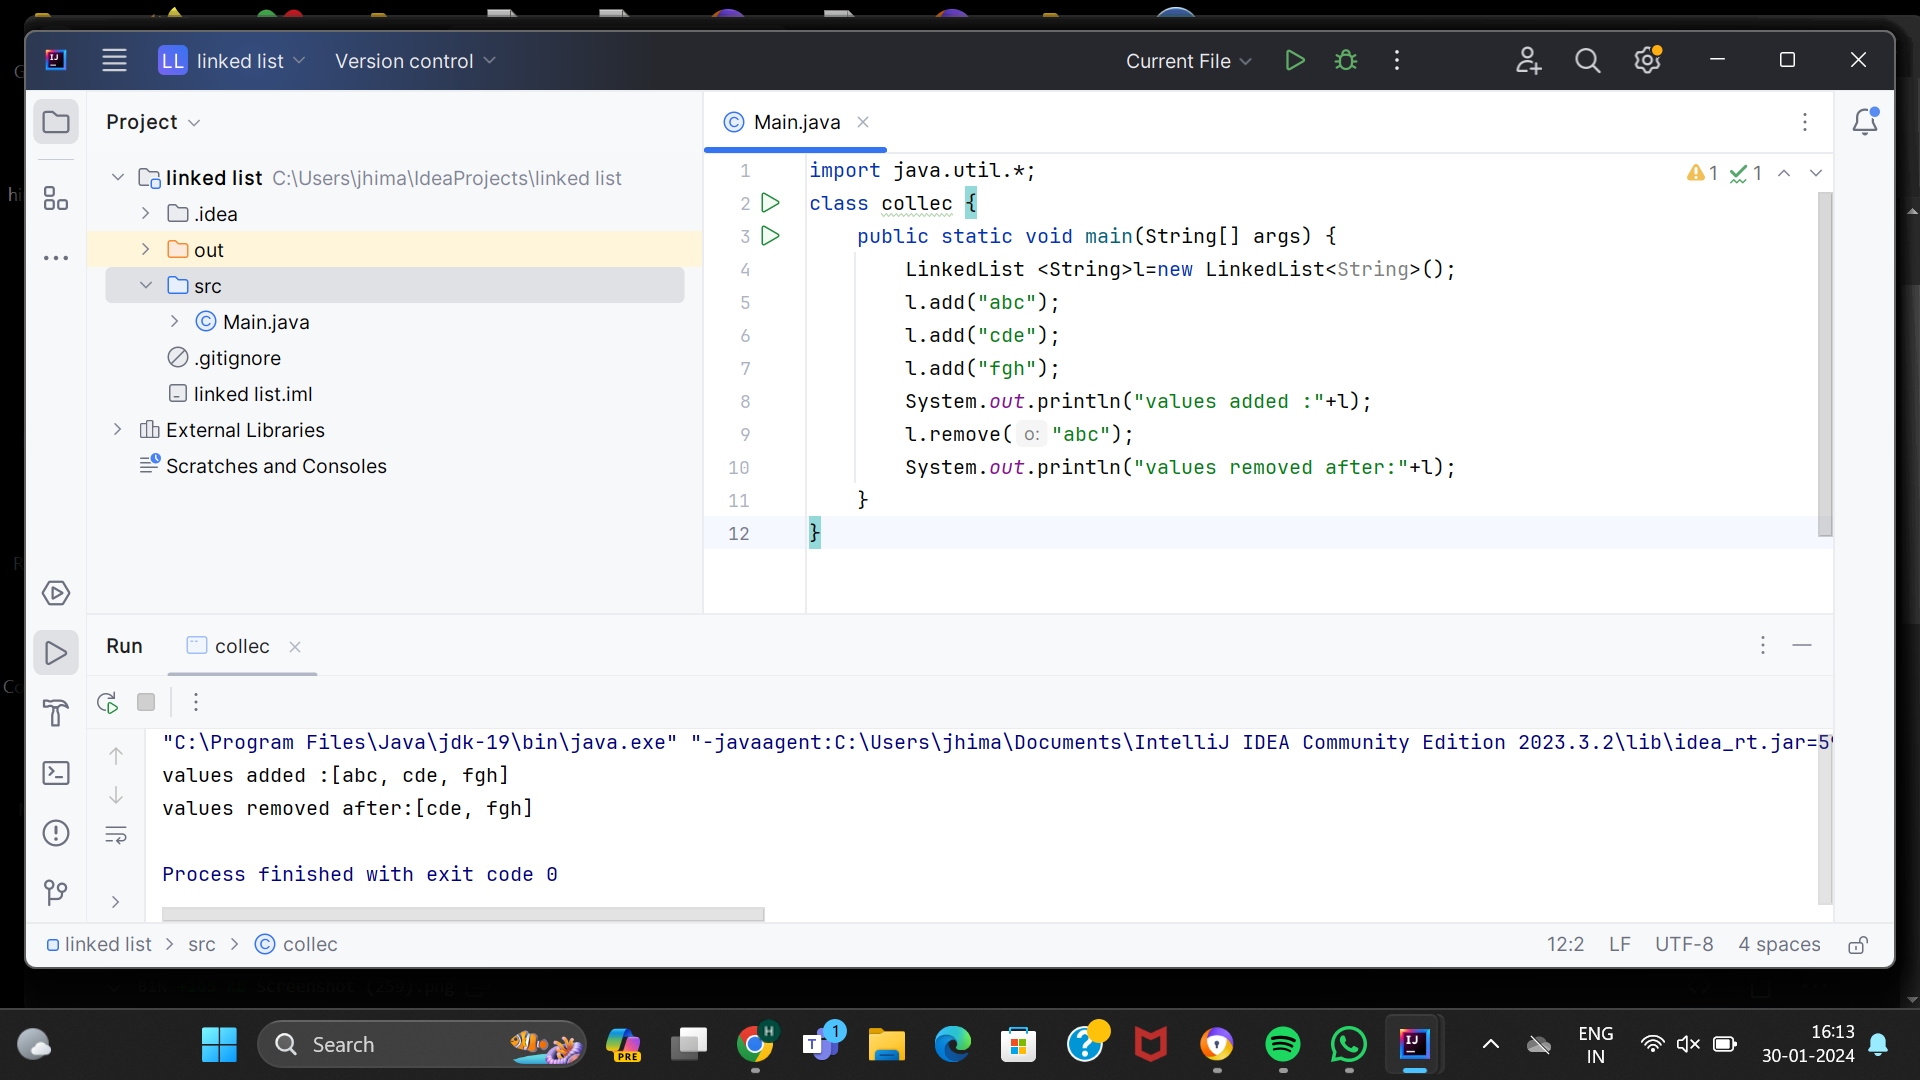 LL linked list
Version control
Current File
Project
linked list C:\Users\jhima\IdeaProjects\linked list
.idea
out
src
Main.java
.gitignore
linked list.iml
External Libraries
Scratches and Consoles
Main.java
1 import java.util.*;
2 class collec {
3 public static void main(String[] args) {
4 LinkedList <String>l=new LinkedList<String>();
5 l.add("abc");
6 l.add("cde");
7 l.add("fgh");
8 System.out.println("values added :"+l);
9 l.remove( o: "abc");
10 System.out.println("values removed after:"+l);
11 }
12 }
1 1
Run collec
"C:\Program Files\Java\jdk-19\bin\java.exe" "-javaagent:C:\Users\jhima\Documents\IntelliJ IDEA Community Edition 2023.3.2\lib\idea_rt.jar=5
values added :[abc, cde, fgh]
values removed after:[cde, fgh]
Process finished with exit code 0
linked list > src > collec
12:2 LF UTF-8 4 spaces
Search
PRE
H
T 1
IJ
ENG
IN
16:13
30-01-2024